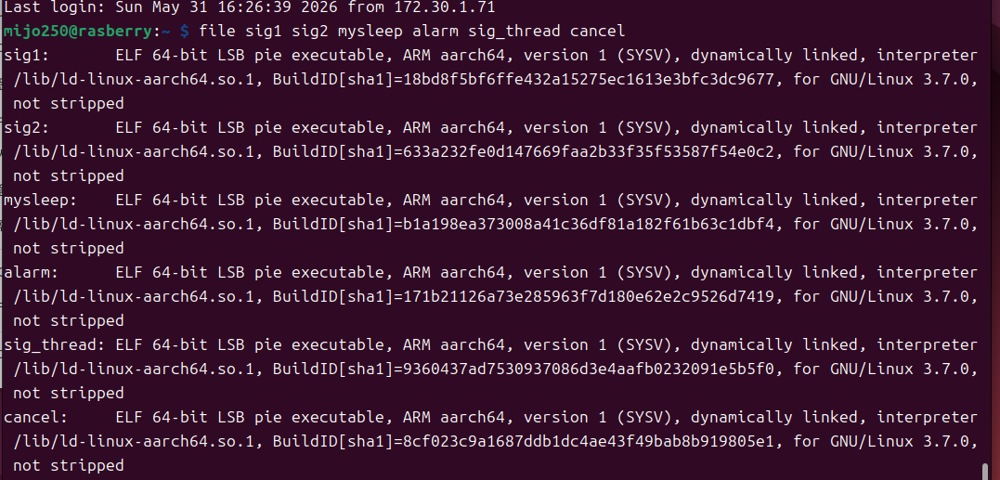 Last login: Sun May 31 16:26:39 2026 from 172.30.1.71
mijo250@rasberry:~ $ file sig1 sig2 mysleep alarm sig_thread cancel
sig1:       ELF 64-bit LSB pie executable, ARM aarch64, version 1 (SYSV), dynamically linked, interpreter
 /lib/ld-linux-aarch64.so.1, BuildID[sha1]=18bd8f5bf6ffe432a15275ec1613e3bfc3dc9677, for GNU/Linux 3.7.0,
 not stripped
sig2:       ELF 64-bit LSB pie executable, ARM aarch64, version 1 (SYSV), dynamically linked, interpreter
 /lib/ld-linux-aarch64.so.1, BuildID[sha1]=633a232fe0d147669faa2b33f35f53587f54e0c2, for GNU/Linux 3.7.0,
 not stripped
mysleep:    ELF 64-bit LSB pie executable, ARM aarch64, version 1 (SYSV), dynamically linked, interpreter
 /lib/ld-linux-aarch64.so.1, BuildID[sha1]=b1a198ea373008a41c36df81a182f61b63c1dbf4, for GNU/Linux 3.7.0,
 not stripped
alarm:      ELF 64-bit LSB pie executable, ARM aarch64, version 1 (SYSV), dynamically linked, interpreter
 /lib/ld-linux-aarch64.so.1, BuildID[sha1]=171b21126a73e285963f7d180e62e2c9526d7419, for GNU/Linux 3.7.0,
 not stripped
sig_thread: ELF 64-bit LSB pie executable, ARM aarch64, version 1 (SYSV), dynamically linked, interpreter
 /lib/ld-linux-aarch64.so.1, BuildID[sha1]=9360437ad7530937086d3e4aafb0232091e5b5f0, for GNU/Linux 3.7.0,
 not stripped
cancel:     ELF 64-bit LSB pie executable, ARM aarch64, version 1 (SYSV), dynamically linked, interpreter
 /lib/ld-linux-aarch64.so.1, BuildID[sha1]=8cf023c9a1687ddb1dc4ae43f49bab8b919805e1, for GNU/Linux 3.7.0,
 not stripped